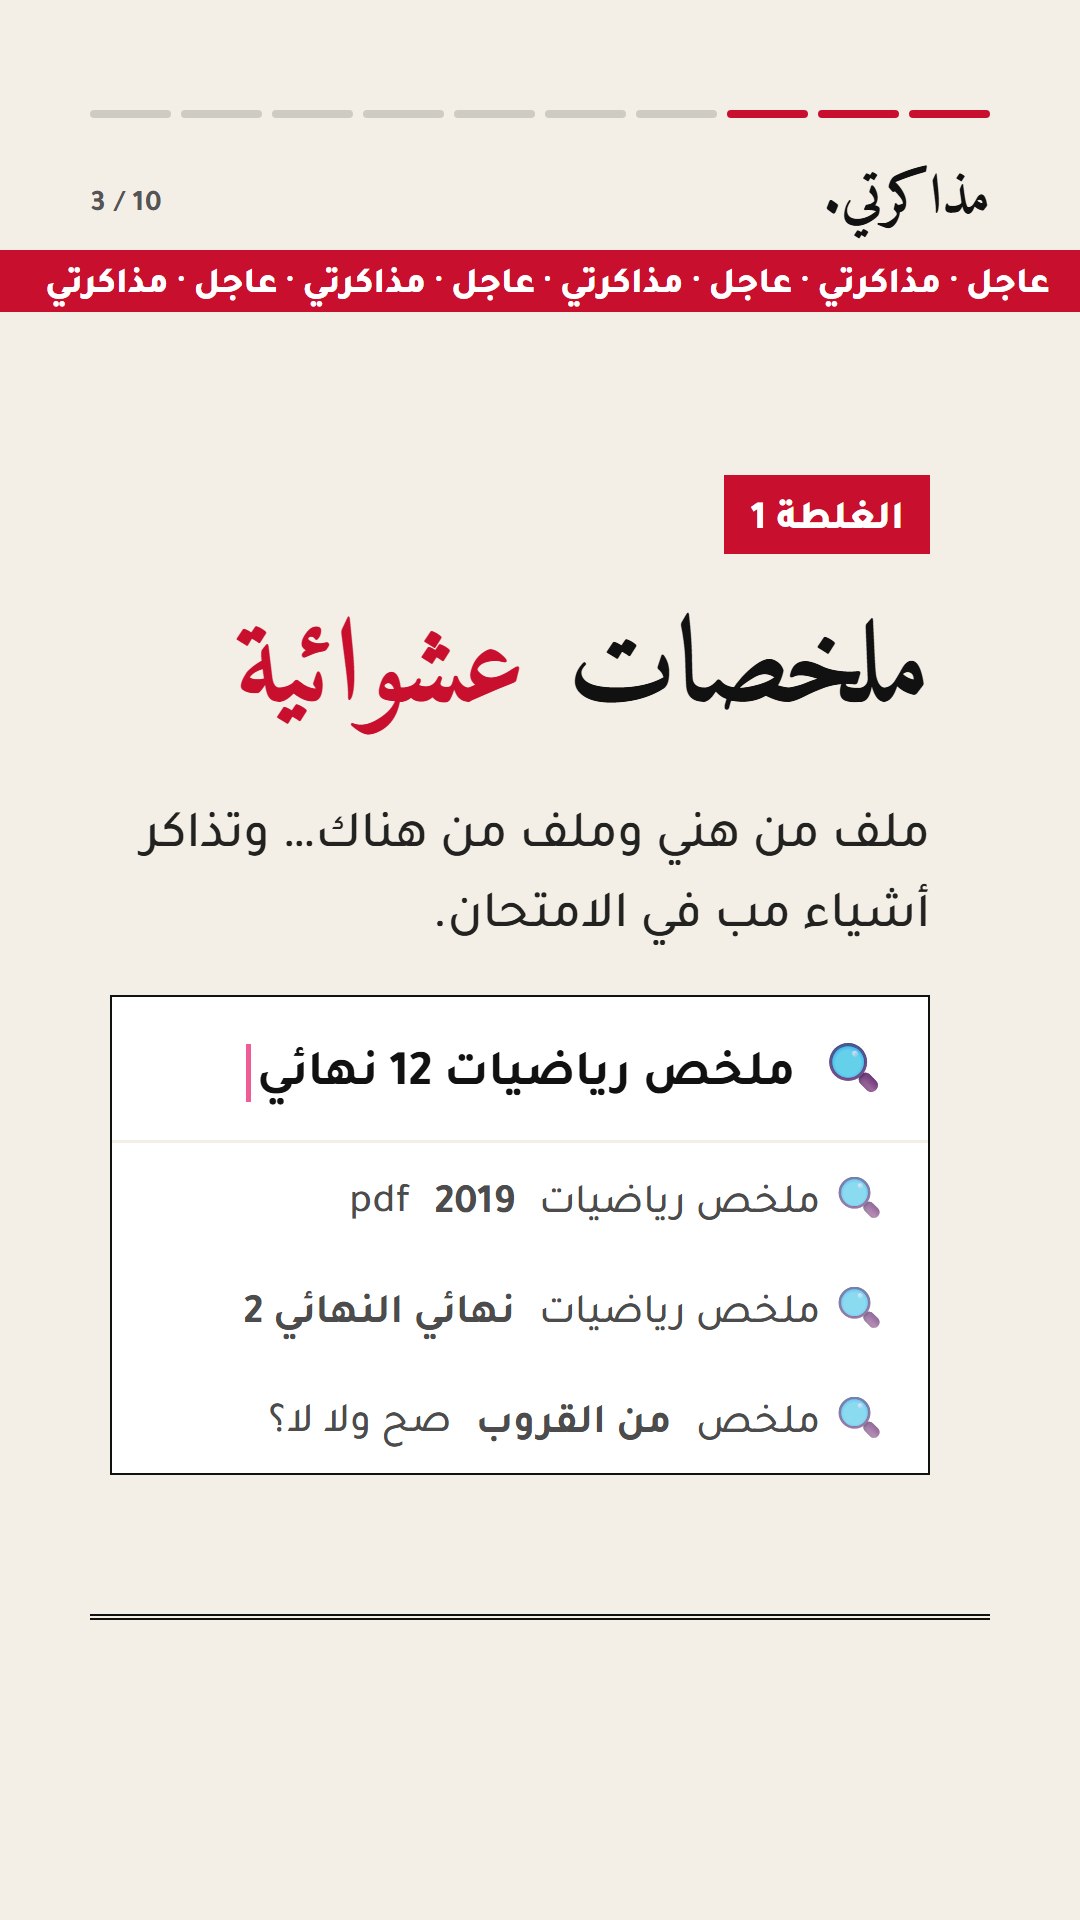 مذاكرتي.
3 / 10
عاجل · مذاكرتي · عاجل · مذاكرتي · عاجل · مذاكرتي · عاجل · مذاكرتي
الغلطة 1
ملخصات عشوائية
ملف من هني وملف من هناك... وتذاكر
أشياء مب في الامتحان.
🔍 ملخص رياضيات 12 نهائي
🔍 ملخص رياضيات 2019 pdf
🔍 ملخص رياضيات نهائي النهائي 2
🔍 ملخص من القروب صح ولا لا؟